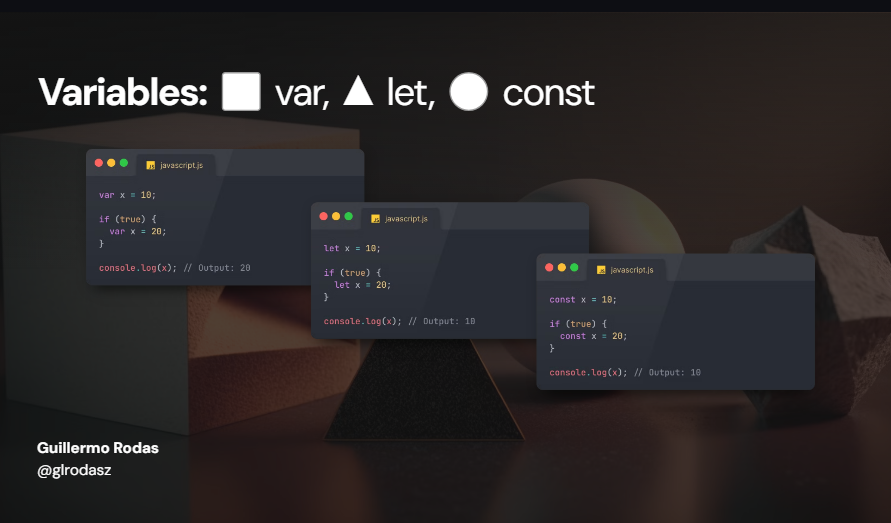 Variables: var, let, const
javascript.js
var x = 10;
if (true) {
  var x = 20;
}
console.log(x); // Output: 20
javascript.js
let x = 10;
if (true) {
  let x = 20;
}
console.log(x); // Output: 10
javascript.js
const x = 10;
if (true) {
  const x = 20;
}
console.log(x); // Output: 10
Guillermo Rodas
@glrodasz